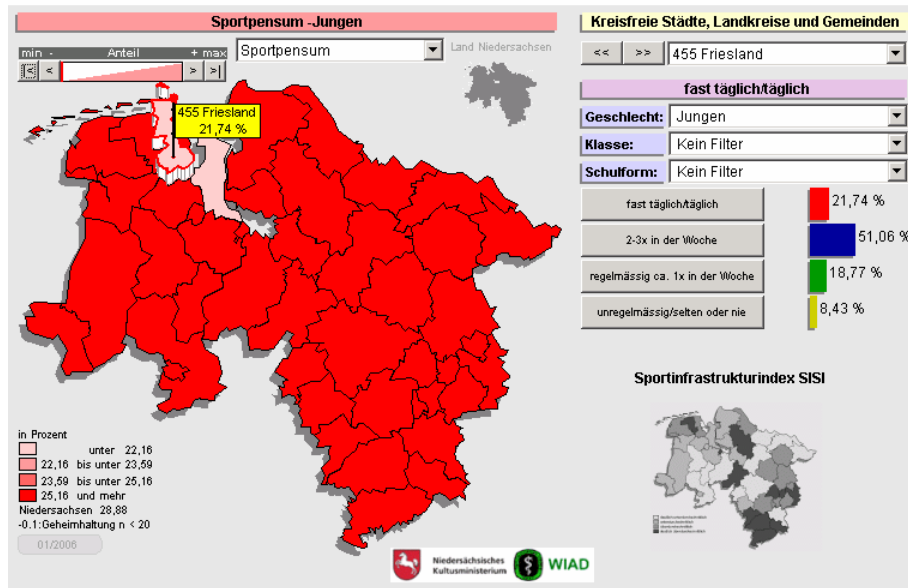 Sportpensum -Jungen
min - Anteil + max
|< < > >|
Sportpensum
Land Niedersachsen
455 Friesland
21,74 %
in Prozent
unter 22,16
22,16 bis unter 23,59
23,59 bis unter 25,16
25,16 und mehr
Niedersachsen 28,88
-0.1:Geheimhaltung n < 20
01/2006
Kreisfreie Städte, Landkreise und Gemeinden
<< >> 455 Friesland
fast täglich/täglich
Geschlecht: Jungen
Klasse: Kein Filter
Schulform: Kein Filter
fast täglich/täglich 21,74 %
2-3x in der Woche 51,06 %
regelmässig ca. 1x in der Woche 18,77 %
unregelmässig/selten oder nie 8,43 %
Sportinfrastrukturindex SISI
Niedersächsisches
Kultusministerium
WIAD